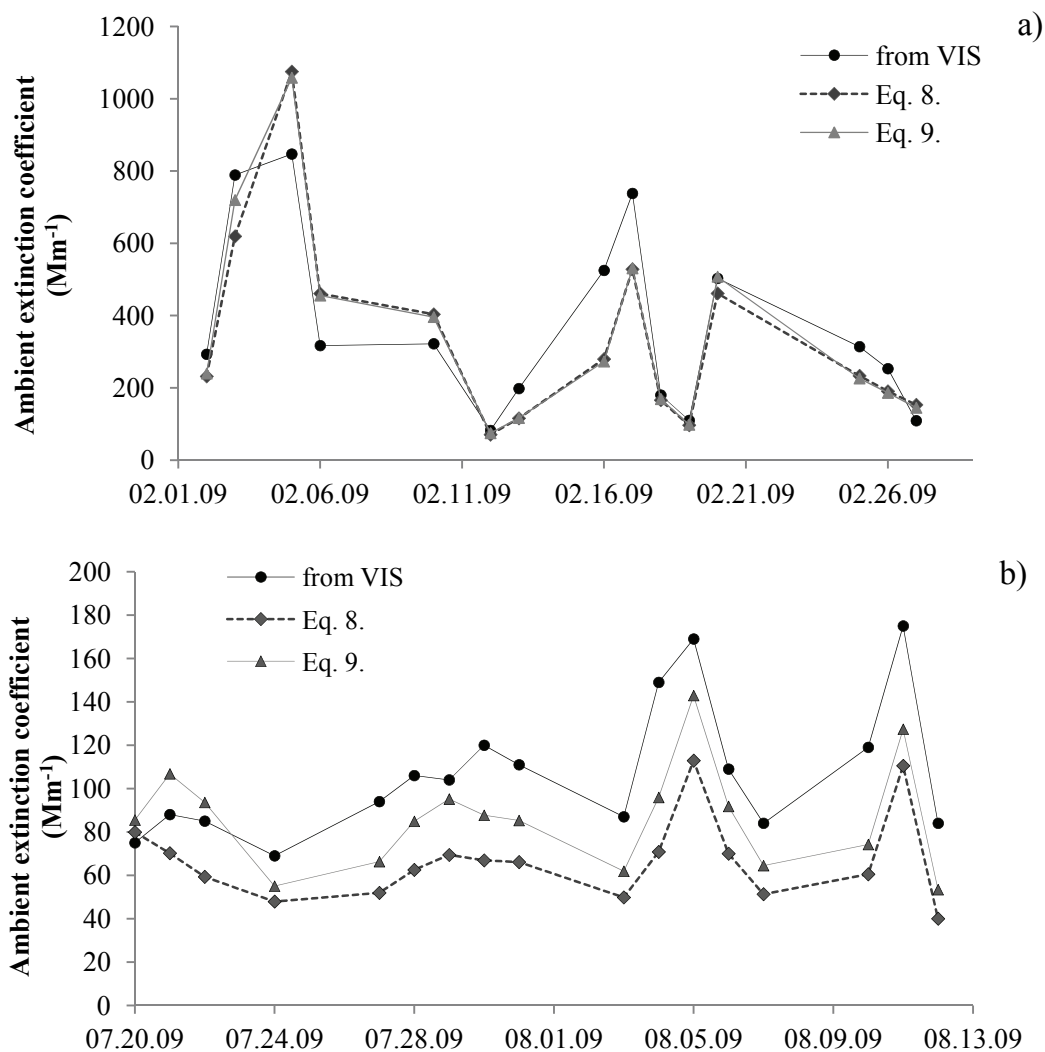 a)
1200
1000
800
600
400
200
0
Ambient extinction coefficient
(Mm⁻¹)
from VIS
Eq. 8.
Eq. 9.
02.01.09 02.06.09 02.11.09 02.16.09 02.21.09 02.26.09
b)
200
180
160
140
120
100
80
60
40
20
0
Ambient extinction coefficient
(Mm⁻¹)
from VIS
Eq. 8.
Eq. 9.
07.20.09 07.24.09 07.28.09 08.01.09 08.05.09 08.09.09 08.13.09